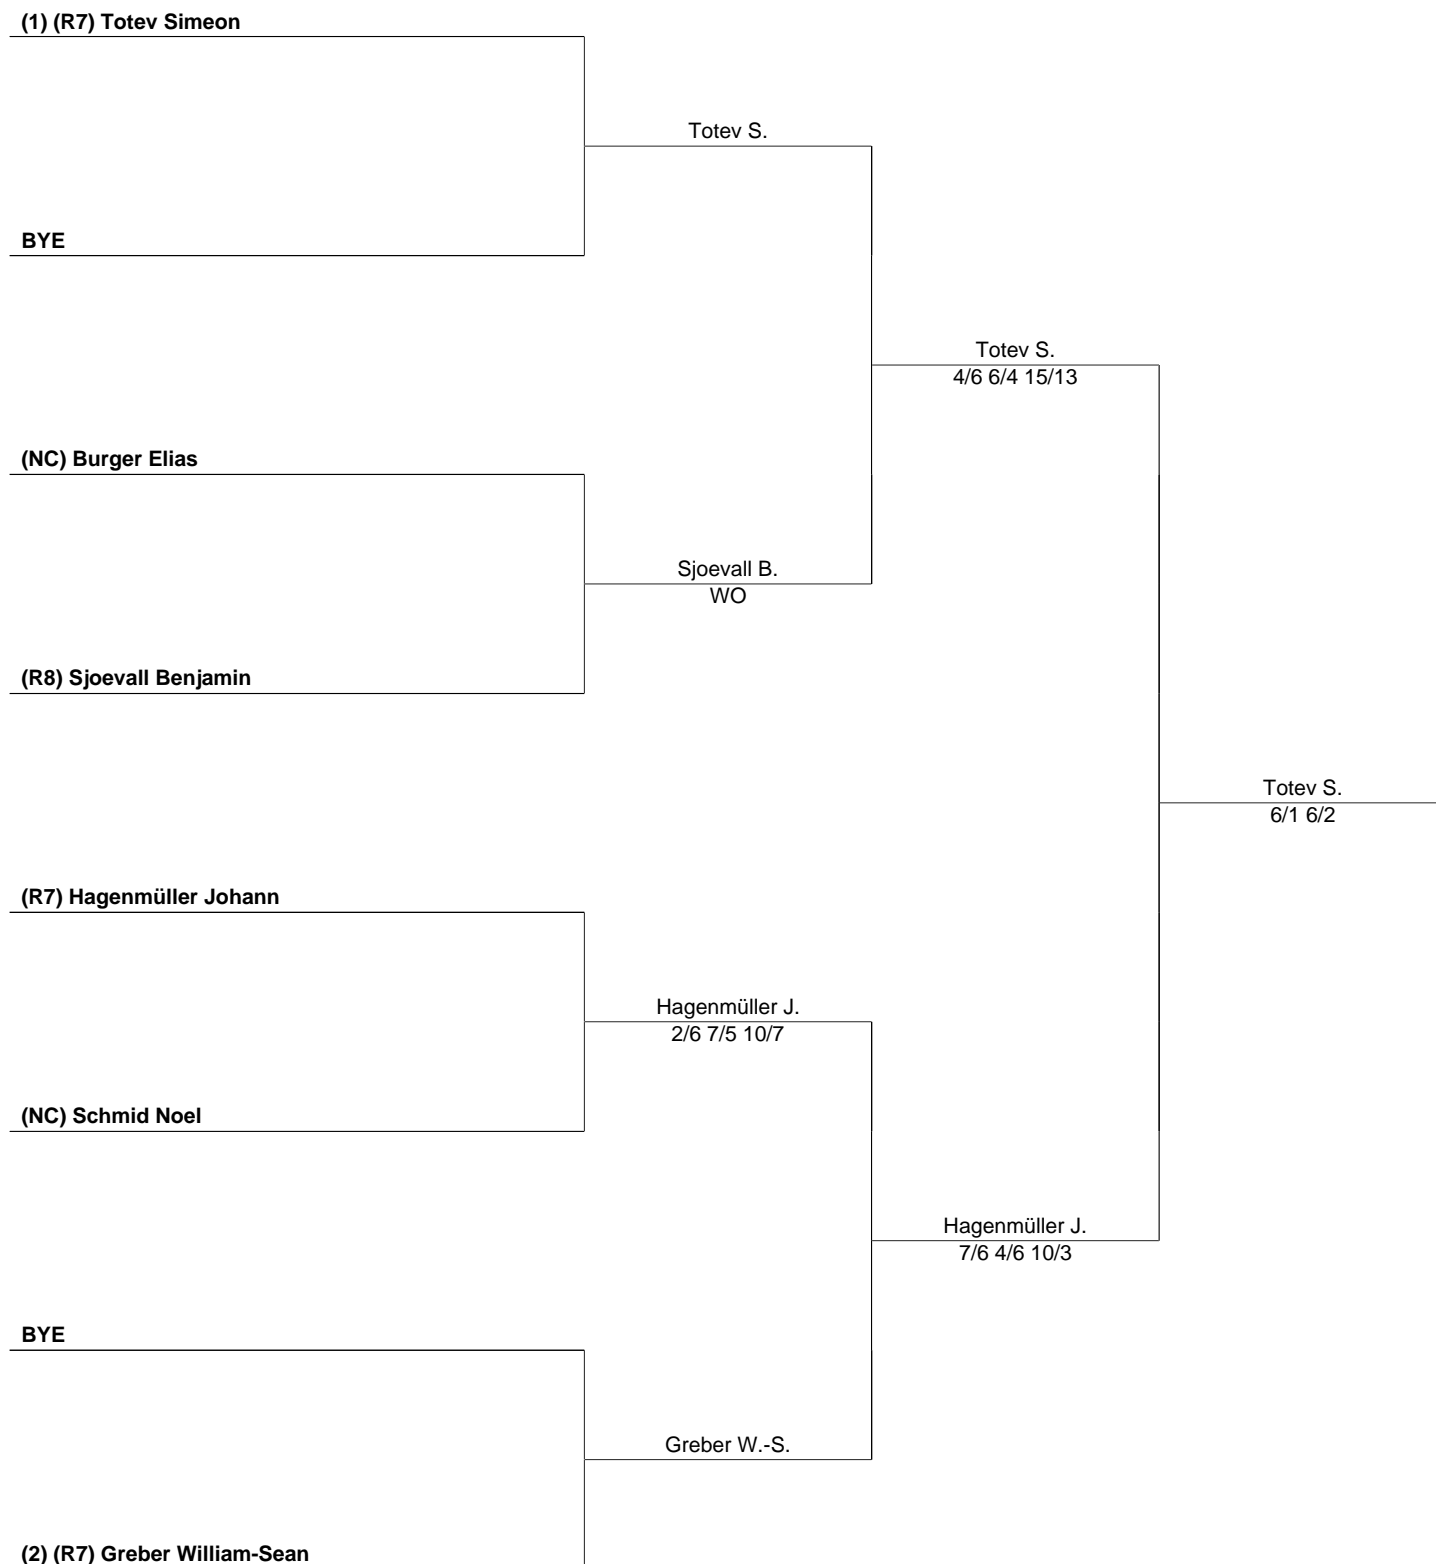 (1) (R7) Totev Simeon
Totev S.
BYE
Totev S.
4/6 6/4 15/13
(NC) Burger Elias
Sjoevall B.
WO
(R8) Sjoevall Benjamin
Totev S.
6/1 6/2
(R7) Hagenmüller Johann
Hagenmüller J.
2/6 7/5 10/7
(NC) Schmid Noel
Hagenmüller J.
7/6 4/6 10/3
BYE
Greber W.-S.
(2) (R7) Greber William-Sean